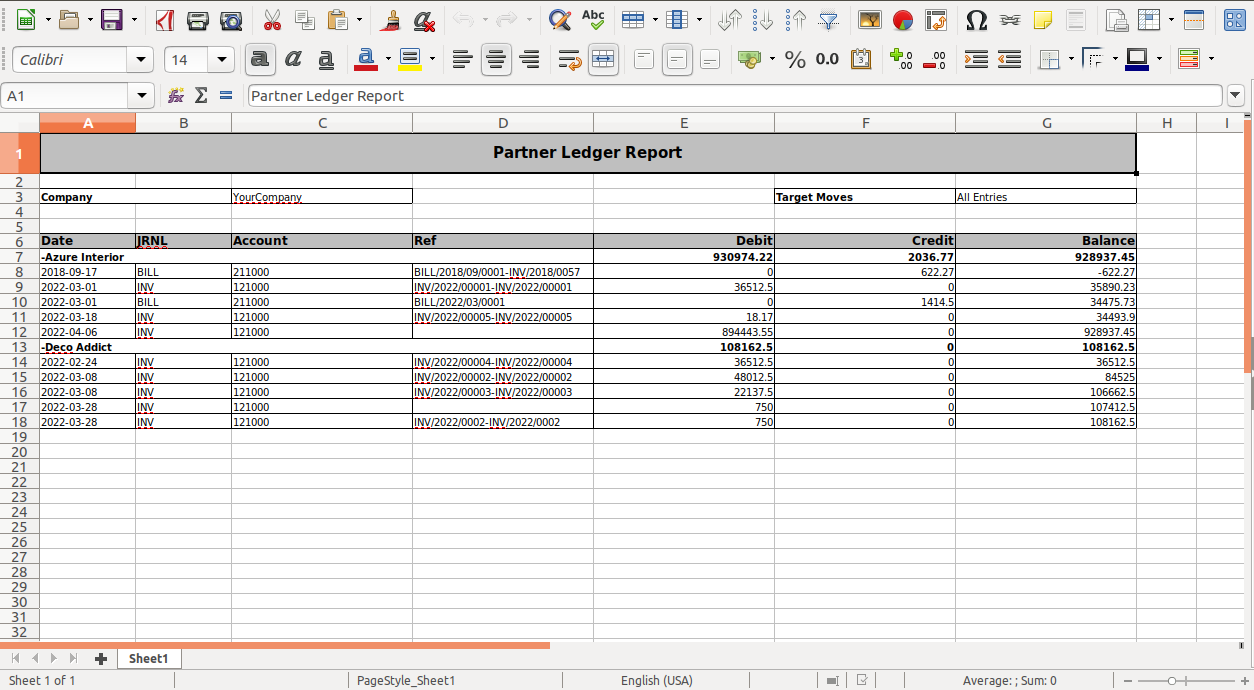 Calibri 14 a a a a
Abc
% 0.0
A1 Partner Ledger Report
A B C D E F G H I
1 Partner Ledger Report
2
3 Company YourCompany Target Moves All Entries
4
5
6 Date JRNL Account Ref Debit Credit Balance
7 -Azure Interior 930974.22 2036.77 928937.45
8 2018-09-17 BILL 211000 BILL/2018/09/0001-INV/2018/0057 0 622.27 -622.27
9 2022-03-01 INV 121000 INV/2022/00001-INV/2022/00001 36512.5 0 35890.23
10 2022-03-01 BILL 211000 BILL/2022/03/0001 0 1414.5 34475.73
11 2022-03-18 INV 121000 INV/2022/00005-INV/2022/00005 18.17 0 34493.9
12 2022-04-06 INV 121000 894443.55 0 928937.45
13 -Deco Addict 108162.5 0 108162.5
14 2022-02-24 INV 121000 INV/2022/00004-INV/2022/00004 36512.5 0 36512.5
15 2022-03-08 INV 121000 INV/2022/00002-INV/2022/00002 48012.5 0 84525
16 2022-03-08 INV 121000 INV/2022/00003-INV/2022/00003 22137.5 0 106662.5
17 2022-03-28 INV 121000 750 0 107412.5
18 2022-03-28 INV 121000 INV/2022/0002-INV/2022/0002 750 0 108162.5
19
20
21
22
23
24
25
26
27
28
29
30
31
32
Sheet1
Sheet 1 of 1 PageStyle_Sheet1 English (USA) Average: ; Sum: 0